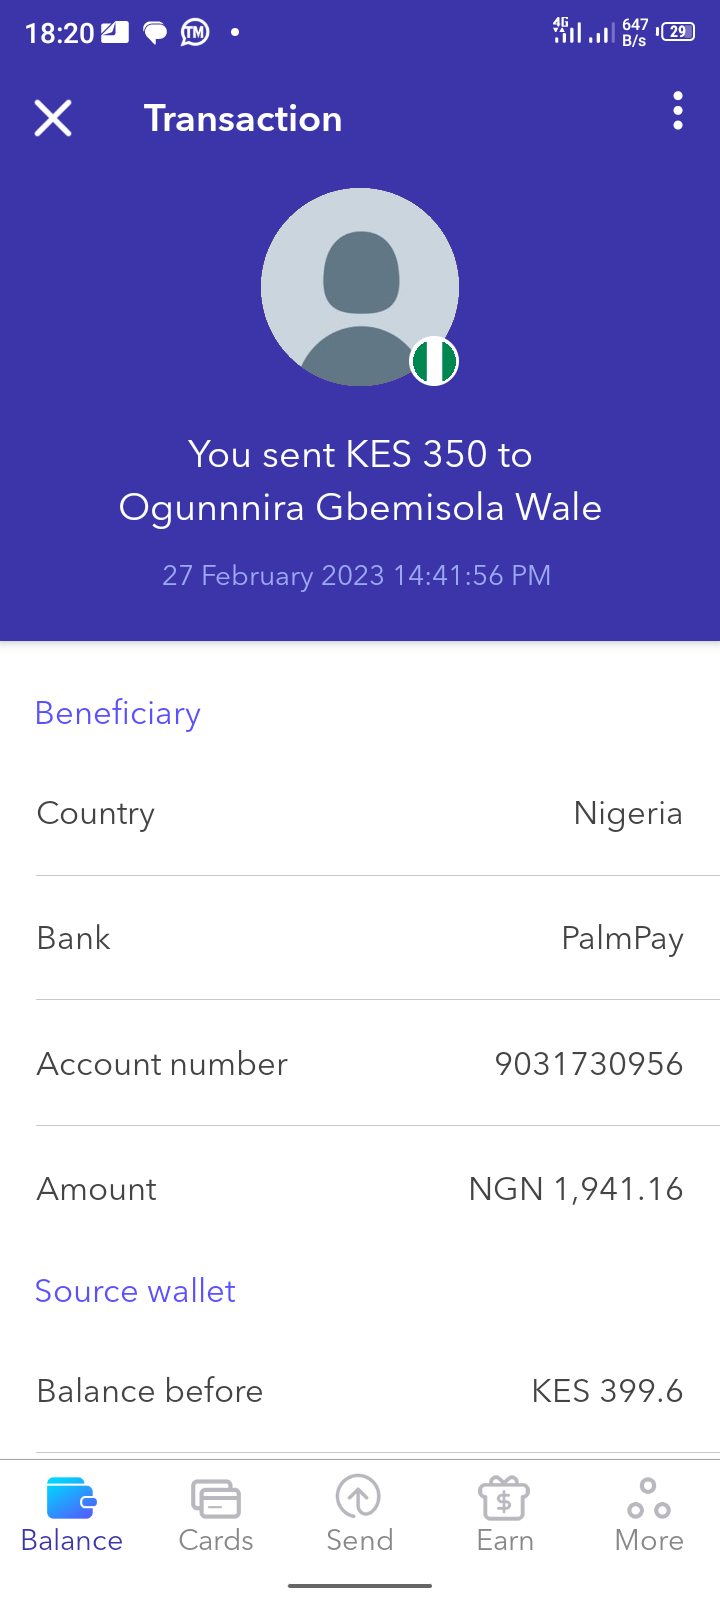 18:20 TM 4G 647 B/s 29
Transaction
You sent KES 350 to
Ogunnnira Gbemisola Wale
27 February 2023 14:41:56 PM
Beneficiary
Country Nigeria
Bank PalmPay
Account number 9031730956
Amount NGN 1,941.16
Source wallet
Balance before KES 399.6
Balance Cards Send Earn More